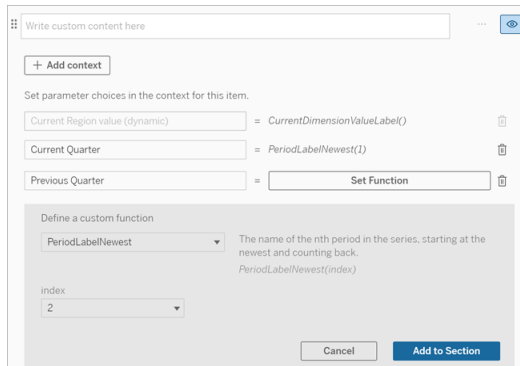 Write custom content here
+ Add context
Set parameter choices in the context for this item.
Current Region value (dynamic) = CurrentDimensionValueLabel()
Current Quarter = PeriodLabelNewest(1)
Previous Quarter = Set Function
Define a custom function
PeriodLabelNewest The name of the nth period in the series, starting at the
newest and counting back.
PeriodLabelNewest(index)
index
2
Cancel Add to Section